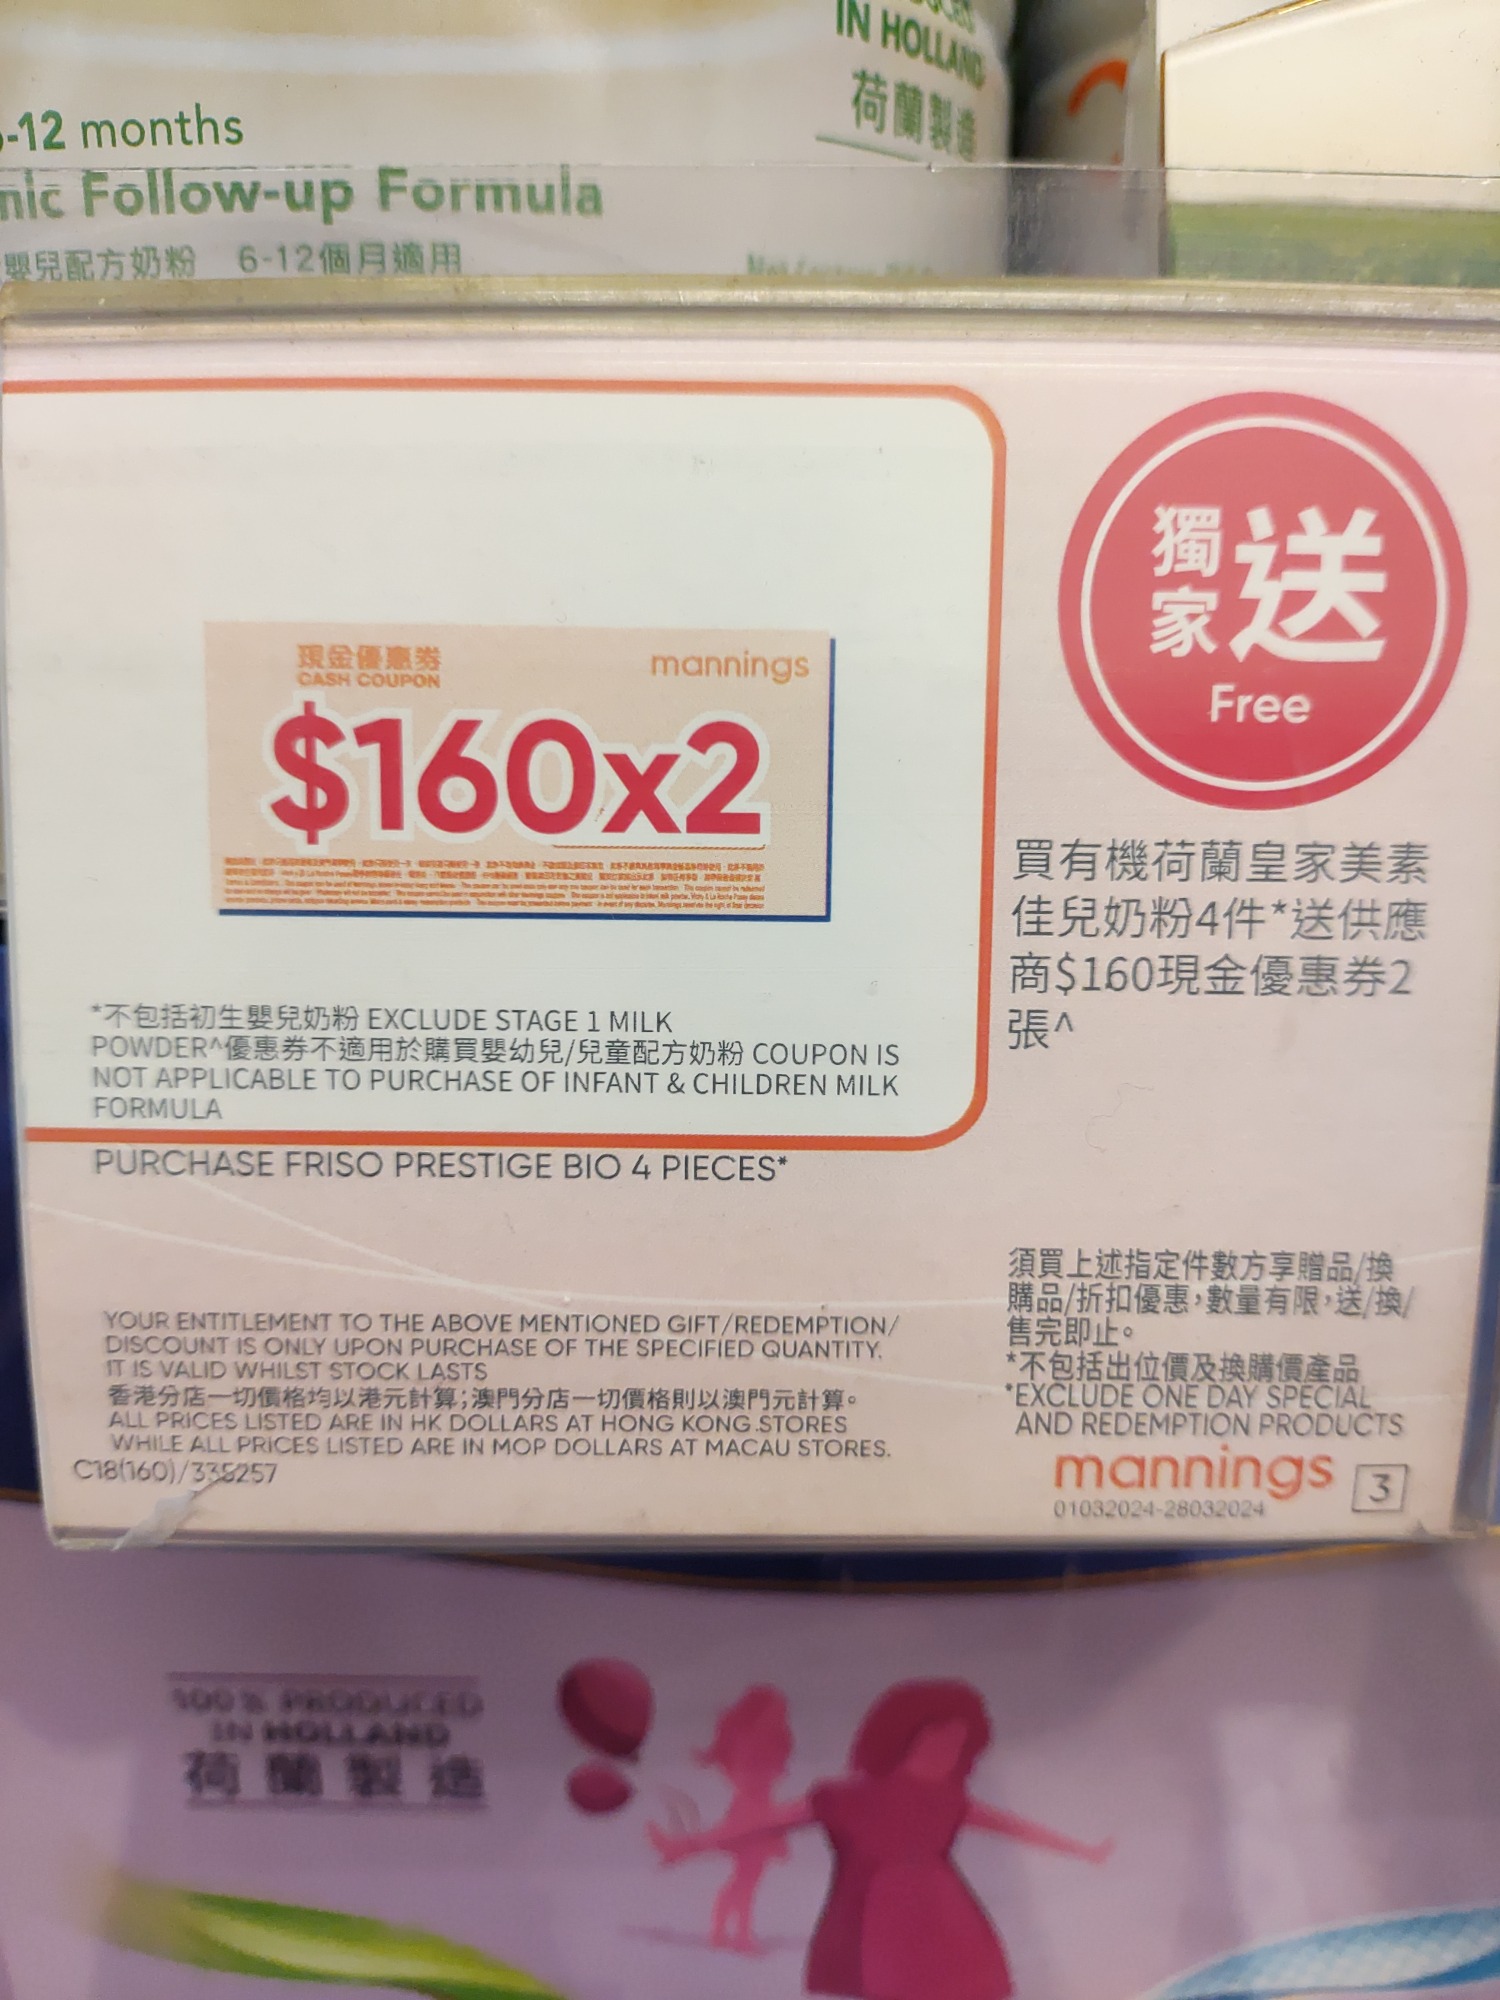 IN HOLLAND
荷蘭製造
-12 months
nic Follow-up Formula
嬰兒配方奶粉 6-12個月適用
獨家 送
Free
現金優惠券
CASH COUPON
mannings
$160x2
買有機荷蘭皇家美素
佳兒奶粉4件*送供應
商$160現金優惠券2
張^
*不包括初生嬰兒奶粉 EXCLUDE STAGE 1 MILK
POWDER^優惠券不適用於購買嬰幼兒/兒童配方奶粉 COUPON IS
NOT APPLICABLE TO PURCHASE OF INFANT & CHILDREN MILK
FORMULA
PURCHASE FRISO PRESTIGE BIO 4 PIECES*
YOUR ENTITLEMENT TO THE ABOVE MENTIONED GIFT/REDEMPTION/
DISCOUNT IS ONLY UPON PURCHASE OF THE SPECIFIED QUANTITY.
IT IS VALID WHILST STOCK LASTS
香港分店一切價格均以港元計算;澳門分店一切價格則以澳門元計算。
ALL PRICES LISTED ARE IN HK DOLLARS AT HONG KONG STORES
WHILE ALL PRICES LISTED ARE IN MOP DOLLARS AT MACAU STORES.
C18(160)/335257
須買上述指定件數方享贈品/換
購品/折扣優惠,數量有限,送/換/
售完即止。
*不包括出位價及換購價產品
*EXCLUDE ONE DAY SPECIAL
AND REDEMPTION PRODUCTS
mannings 3
01032024-28032024
100% PRODUCED
IN HOLLAND
荷蘭製造